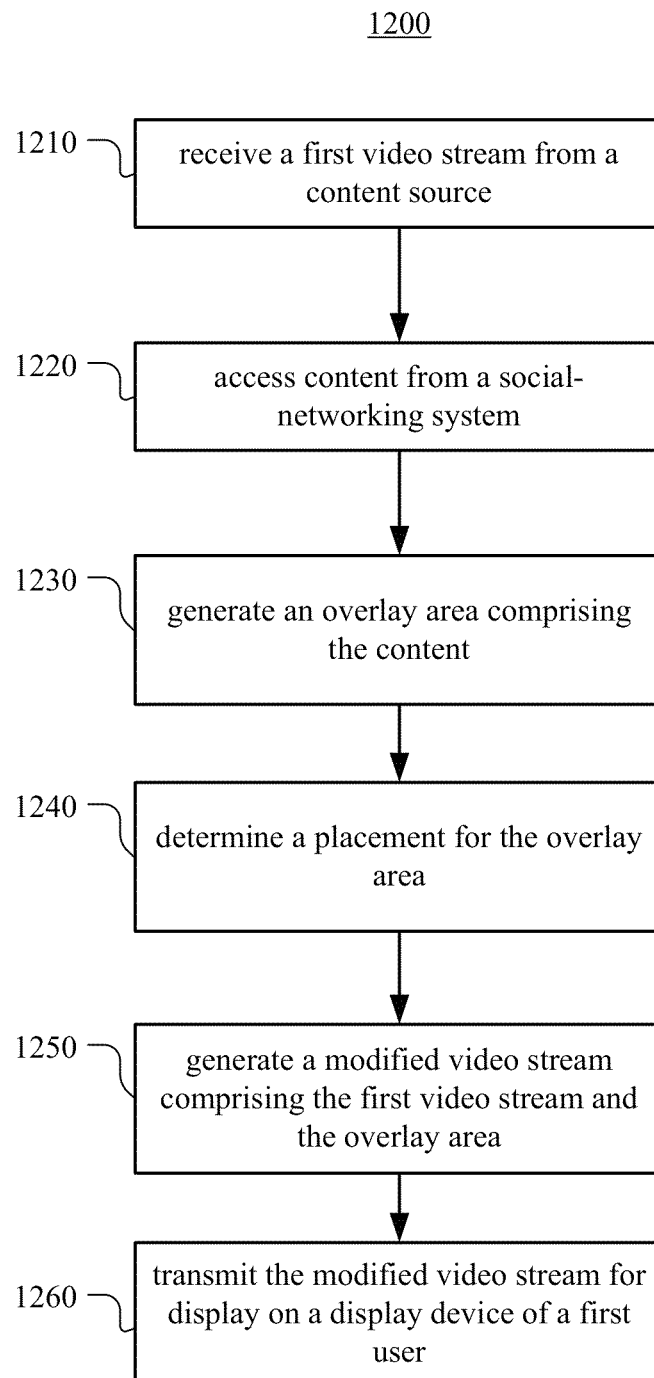 1200
1210
receive a first video stream from a
content source
1220
access content from a social-
networking system
1230
generate an overlay area comprising
the content
1240
determine a placement for the overlay
area
1250
generate a modified video stream
comprising the first video stream and
the overlay area
1260
transmit the modified video stream for
display on a display device of a first
user